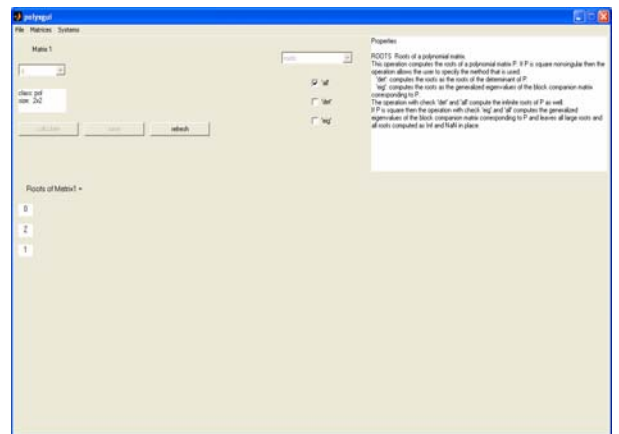 polyxgui
File Matrices Systems
Matrix 1
roots
class: pol
size: 2x2
calculate save refresh
'all'
'det'
'eig'
Roots of Matrix1 =
0
2
1
Properties
ROOTS Roots of a polynomial matrix.
This operation computes the roots of a polynomial matrix P. If P is square nonsingular then the
operation allows the user to specify the method that is used.
'det' computes the roots as the roots of the determinant of P.
'eig' computes the roots as the generalized eigenvalues of the block companion matrix
corresponding to P.
The operation with check 'det' and 'all' compute the infinite roots of P as well.
If P is square then the operation with check 'eig' and 'all' computes the generalized
eigenvalues of the block companion matrix corresponding to P and leaves all large roots and
all roots computed as Inf and NaN in place.